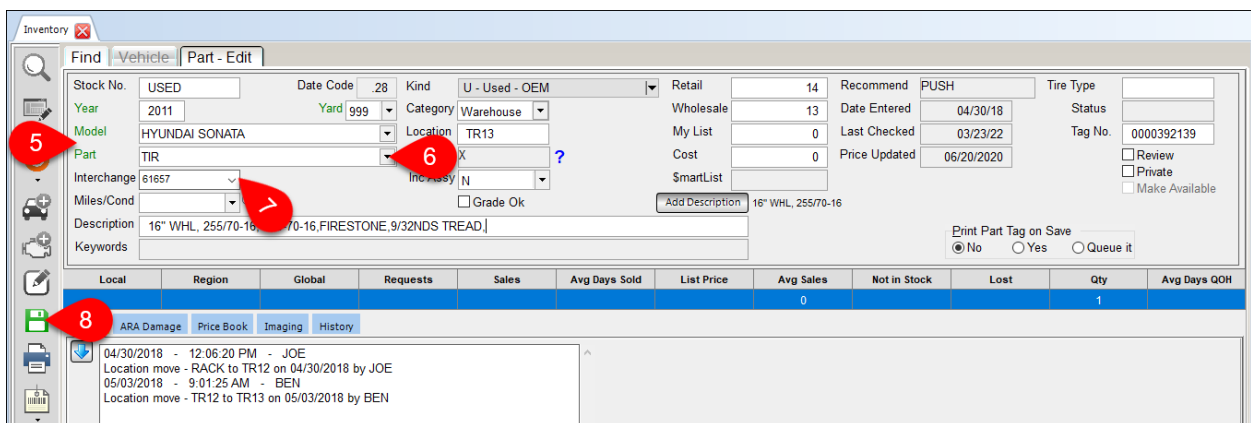 Inventory
Find Vehicle Part - Edit
Stock No. USED Date Code .28 Kind U - Used - OEM Retail 14 Recommend PUSH Tire Type
Year 2011 Yard 999 Category Warehouse Wholesale 13 Date Entered 04/30/18 Status
5 Model HYUNDAI SONATA Location TR13 My List 0 Last Checked 03/23/22 Tag No. 0000392139
Part TIR 6 X ? Cost 0 Price Updated 06/20/2020 Review
Interchange 61657 7 Inc Assy N $martList Private
Make Available
Miles/Cond Grade Ok Add Description 16" WHL, 255/70-16
Description 16" WHL, 255/70-16, 70-16,FIRESTONE,9/32NDS TREAD, Print Part Tag on Save
Keywords No Yes Queue it
Local Region Global Requests Sales Avg Days Sold List Price Avg Sales Not in Stock Lost Qty Avg Days QOH
0 1
8 ARA Damage Price Book Imaging History
04/30/2018 - 12:06:20 PM - JOE
Location move - RACK to TR12 on 04/30/2018 by JOE
05/03/2018 - 9:01:25 AM - BEN
Location move - TR12 to TR13 on 05/03/2018 by BEN